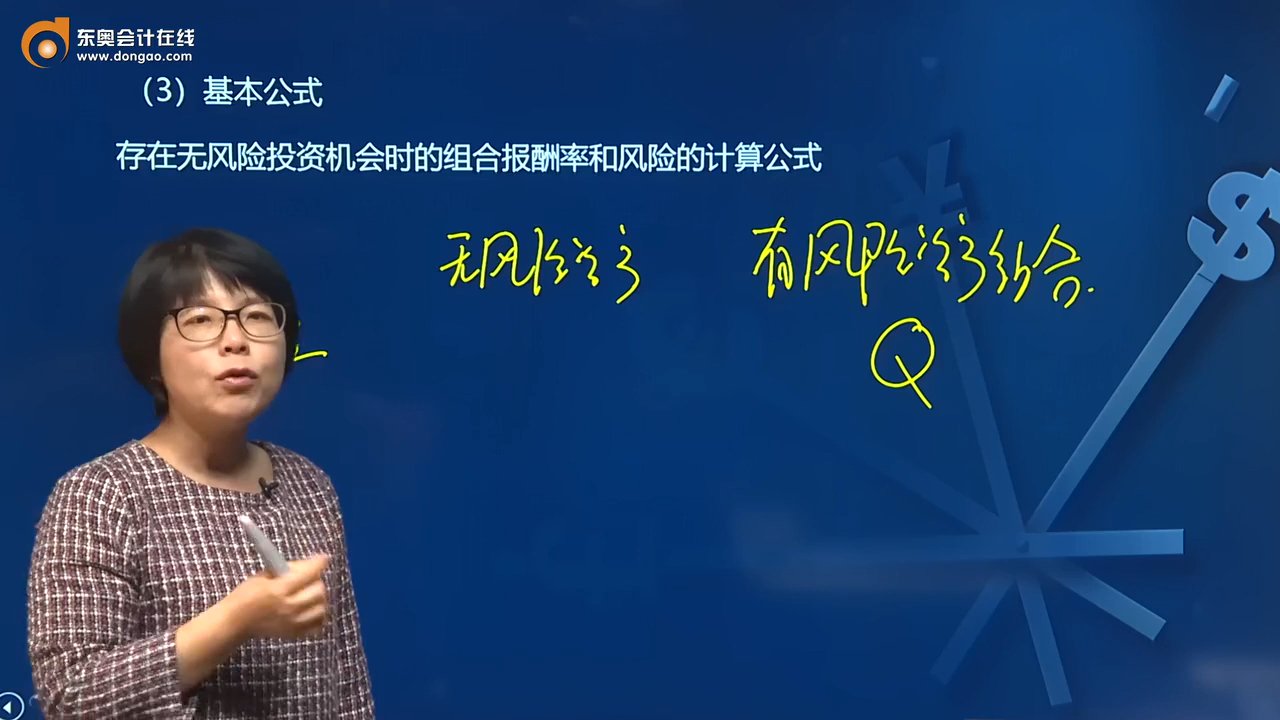 东奥会计在线
www.dongao.com
（3）基本公式
存在无风险投资机会时的组合报酬率和风险的计算公式
无风险资产 有风险资产组合.
Q